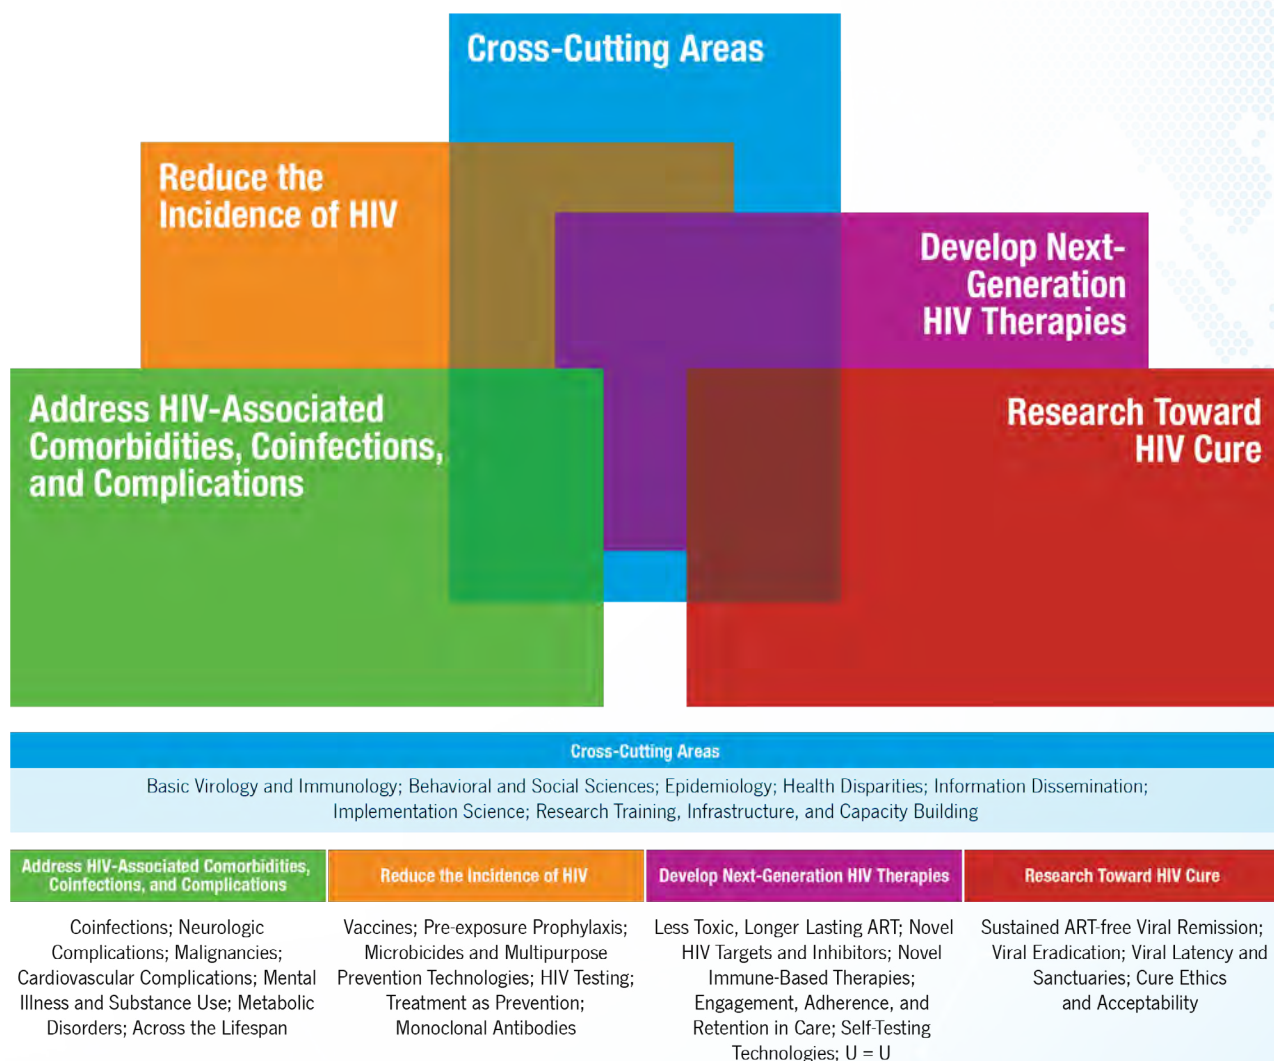 Cross-Cutting Areas
Reduce the
Incidence of HIV
Develop Next-
Generation
HIV Therapies
Address HIV-Associated
Comorbidities, Coinfections,
and Complications
Research Toward
HIV Cure
Cross-Cutting Areas
Basic Virology and Immunology; Behavioral and Social Sciences; Epidemiology; Health Disparities; Information Dissemination;
Implementation Science; Research Training, Infrastructure, and Capacity Building
Address HIV-Associated Comorbidities,
Coinfections, and Complications
Coinfections; Neurologic
Complications; Malignancies;
Cardiovascular Complications; Mental
Illness and Substance Use; Metabolic
Disorders; Across the Lifespan
Reduce the Incidence of HIV
Vaccines; Pre-exposure Prophylaxis;
Microbicides and Multipurpose
Prevention Technologies; HIV Testing;
Treatment as Prevention;
Monoclonal Antibodies
Develop Next-Generation HIV Therapies
Less Toxic, Longer Lasting ART; Novel
HIV Targets and Inhibitors; Novel
Immune-Based Therapies;
Engagement, Adherence, and
Retention in Care; Self-Testing
Technologies; U = U
Research Toward HIV Cure
Sustained ART-free Viral Remission;
Viral Eradication; Viral Latency and
Sanctuaries; Cure Ethics
and Acceptability